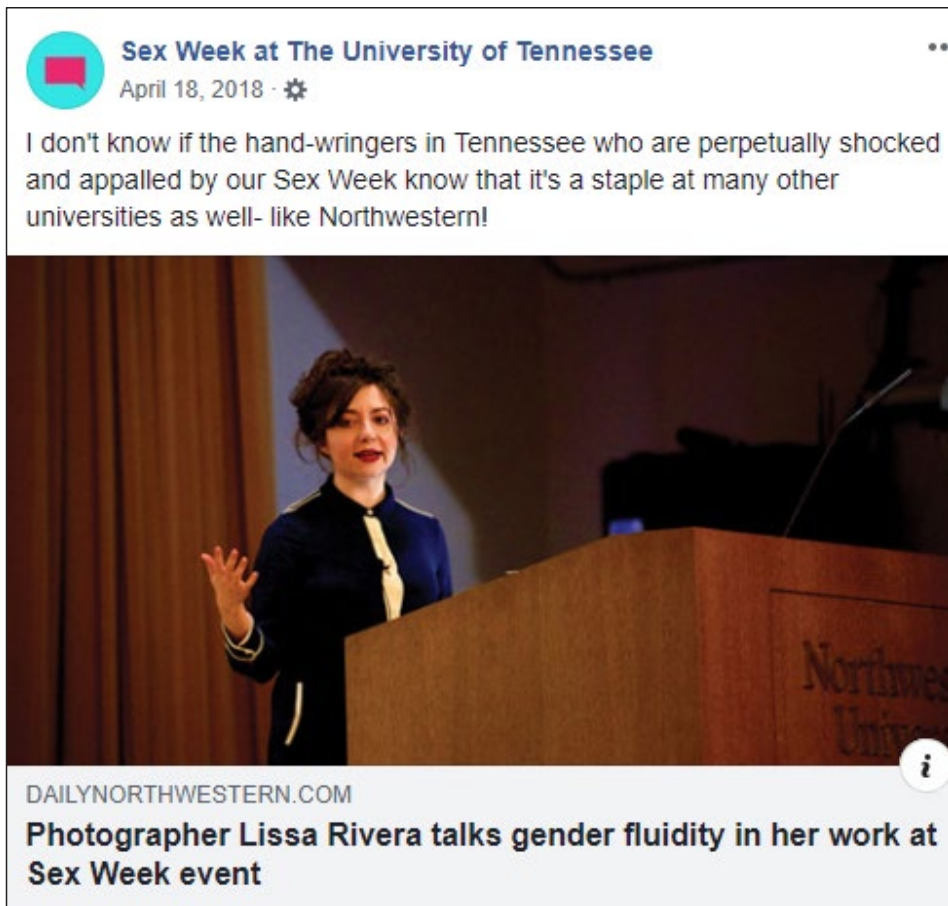 Sex Week at The University of Tennessee
April 18, 2018 ·
I don't know if the hand-wringers in Tennessee who are perpetually shocked
and appalled by our Sex Week know that it's a staple at many other
universities as well- like Northwestern!
Northwes
Univer
i
DAILYNORTHWESTERN.COM
Photographer Lissa Rivera talks gender fluidity in her work at
Sex Week event